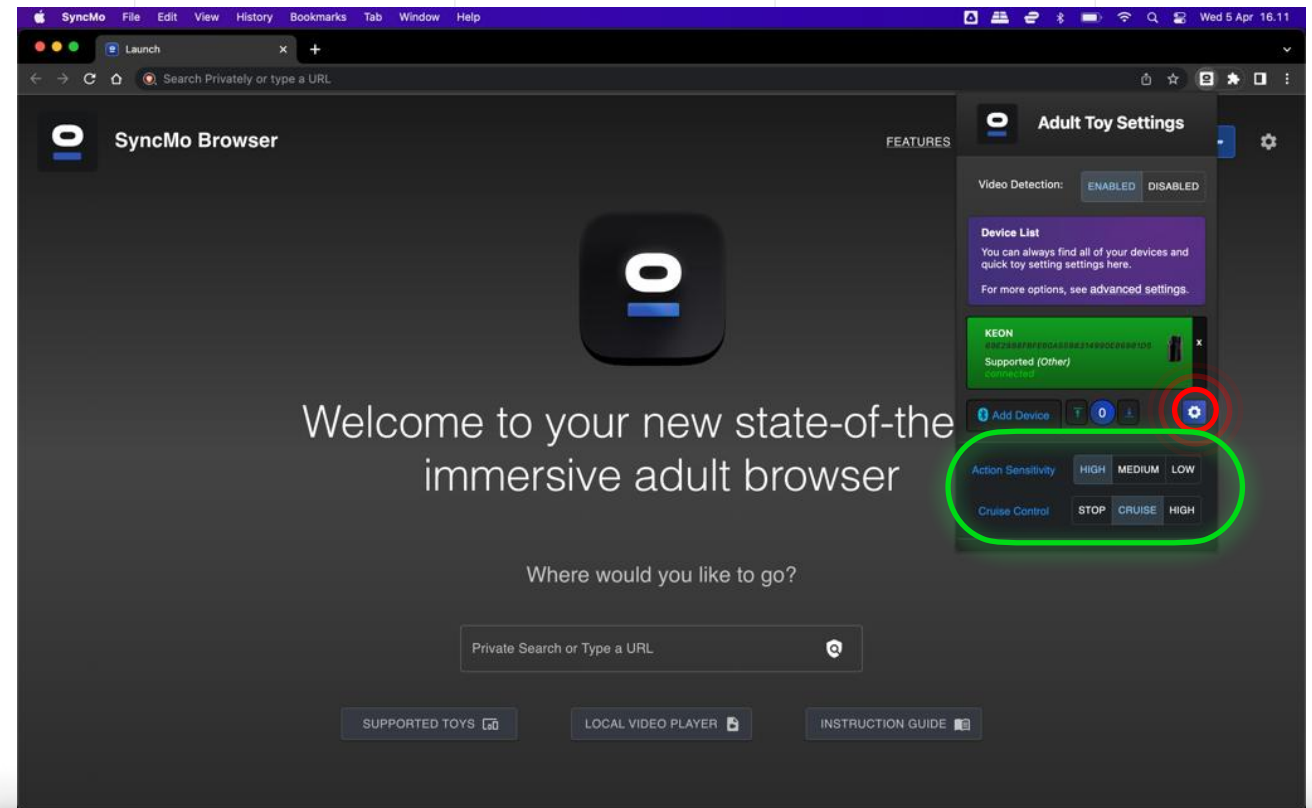 SyncMo File Edit View History Bookmarks Tab Window Help Wed 5 Apr 16.11
Launch
Search Privately or type a URL
SyncMo Browser
FEATURES
Adult Toy Settings
Video Detection: ENABLED DISABLED
Device List
You can always find all of your devices and
quick toy setting settings here.
For more options, see advanced settings.
KEON
Supported (Other)
connected
x
Add Device 0
Action Sensitivity HIGH MEDIUM LOW
Cruise Control STOP CRUISE HIGH
Welcome to your new state-of-the
immersive adult browser
Where would you like to go?
Private Search or Type a URL
SUPPORTED TOYS LOCAL VIDEO PLAYER INSTRUCTION GUIDE